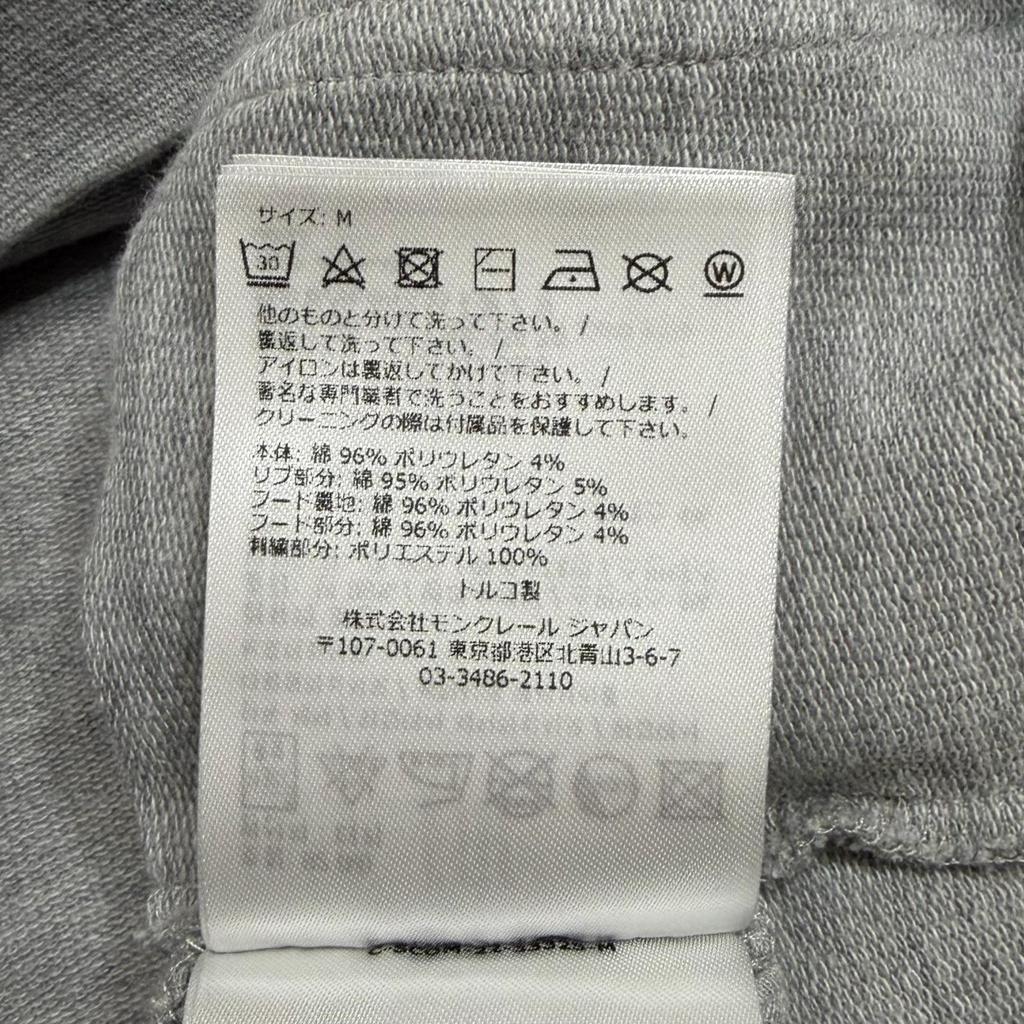 サイズ: M
30
W
他のものと分けて洗って下さい。 /
裏返して洗って下さい。 /
アイロンは裏返してかけて下さい。 /
著名な専門業者で洗うことをおすすめします。 /
クリーニングの際は付属品を保護して下さい。
本体: 綿 96% ポリウレタン 4%
リブ部分: 綿 95% ポリウレタン 5%
フード裏地: 綿 96% ポリウレタン 4%
フード部分: 綿 96% ポリウレタン 4%
刺繍部分: ポリエステル 100%
トルコ製
株式会社モンクレール ジャパン
〒107-0061 東京都港区北青山3-6-7
03-3486-2110